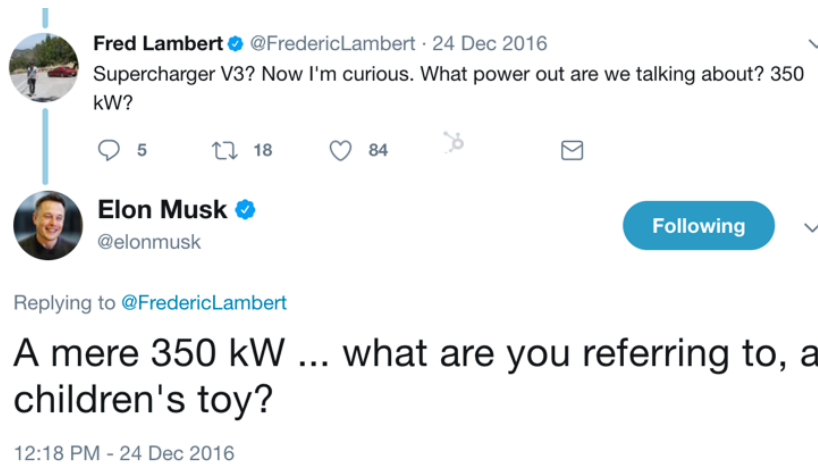 Fred Lambert @FredericLambert · 24 Dec 2016
Supercharger V3? Now I'm curious. What power out are we talking about? 350
kW?
5 18 84
Elon Musk
@elonmusk
Following
Replying to @FredericLambert
A mere 350 kW ... what are you referring to, a
children's toy?
12:18 PM - 24 Dec 2016